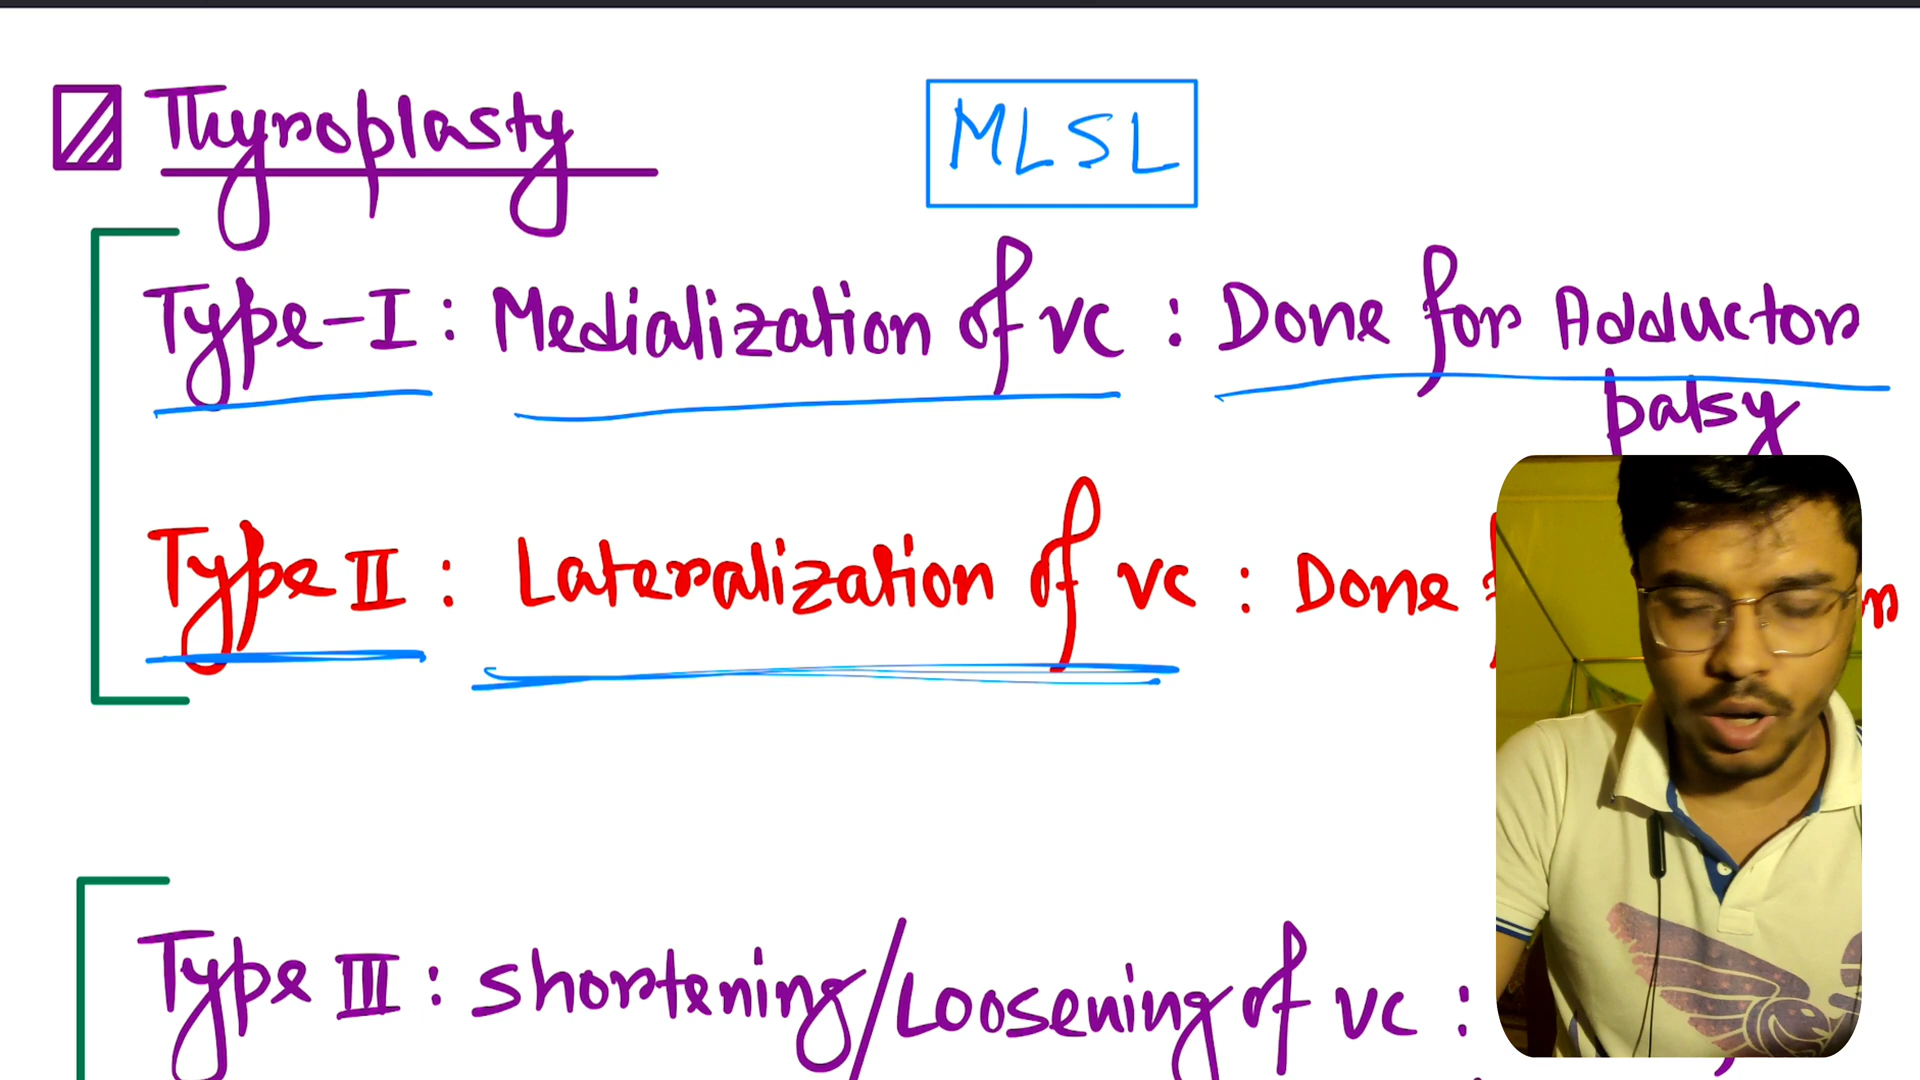 Thyroplasty
MLSL
Type-I : Medialization of vc : Done for Adductor
palsy
Type II : Lateralization of vc : Done
Type III : shortening/Loosening of vc :